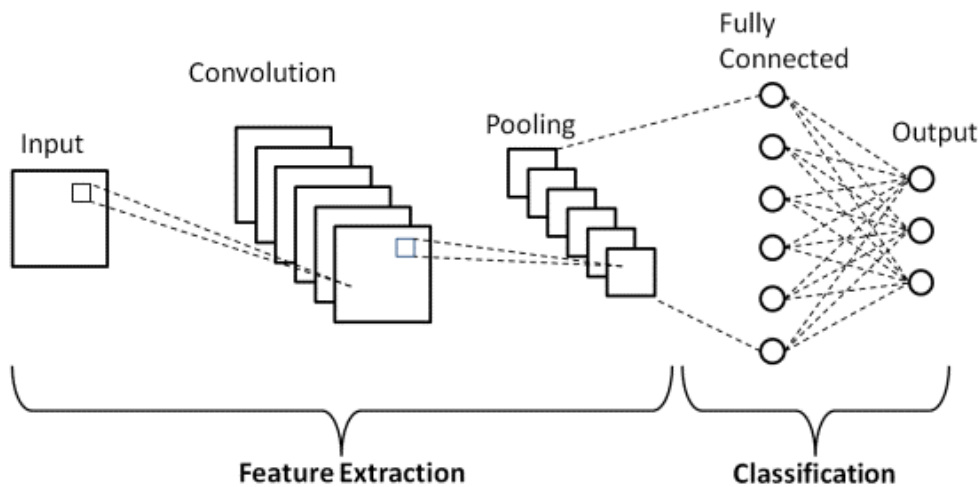 Input
Convolution
Pooling
Fully
Connected
Output
Feature Extraction
Classification